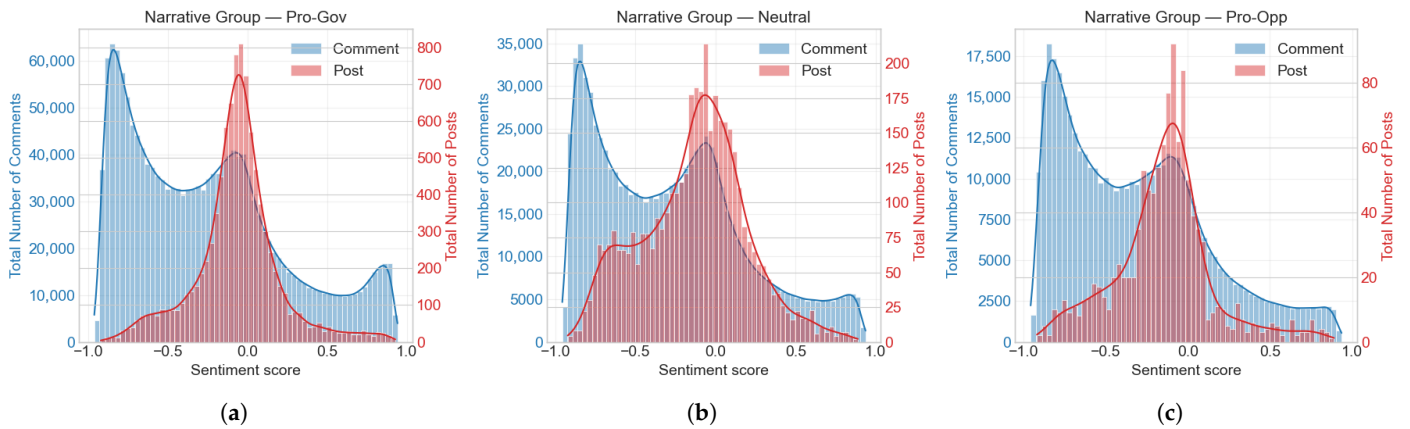 Narrative Group — Pro-Gov
Total Number of Comments
60,000
50,000
40,000
30,000
20,000
10,000
0
Comment
Post
800
700
600
500
400
300
200
100
0
Total Number of Posts
−1.0 −0.5 0.0 0.5 1.0
Sentiment score
(a)
Narrative Group — Neutral
Total Number of Comments
35,000
30,000
25,000
20,000
15,000
10,000
5000
0
Comment
Post
200
175
150
125
100
75
50
25
0
Total Number of Posts
−1.0 −0.5 0.0 0.5 1.0
Sentiment score
(b)
Narrative Group — Pro-Opp
Total Number of Comments
17,500
15,000
12,500
10,000
7500
5000
2500
0
Comment
Post
80
60
40
20
0
Total Number of Posts
−1.0 −0.5 0.0 0.5 1.0
Sentiment score
(c)